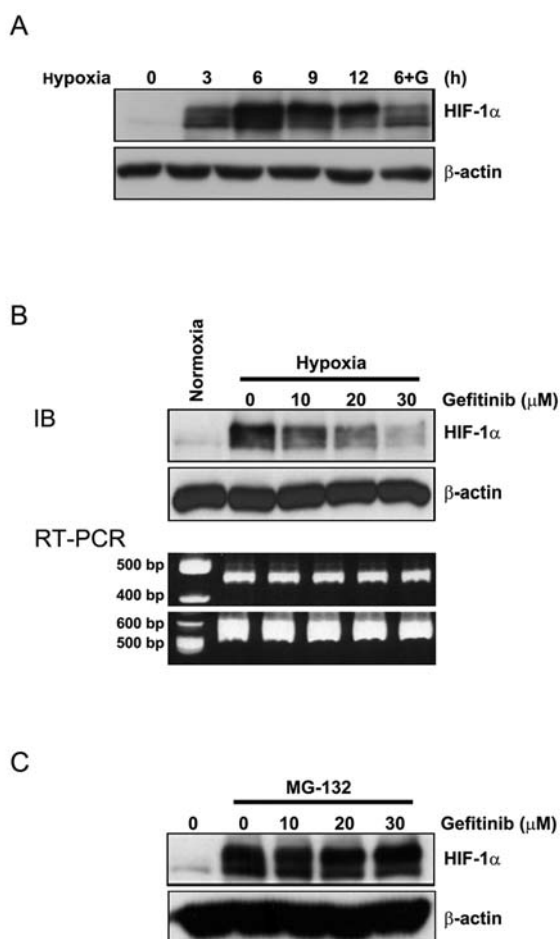 A
Hypoxia 0 3 6 9 12 6+G (h)
HIF-1α
β-actin
B
Normoxia
Hypoxia
0 10 20 30 Gefitinib (μM)
IB
HIF-1α
β-actin
RT-PCR
500 bp
400 bp
600 bp
500 bp
C
MG-132
0 0 10 20 30 Gefitinib (μM)
HIF-1α
β-actin